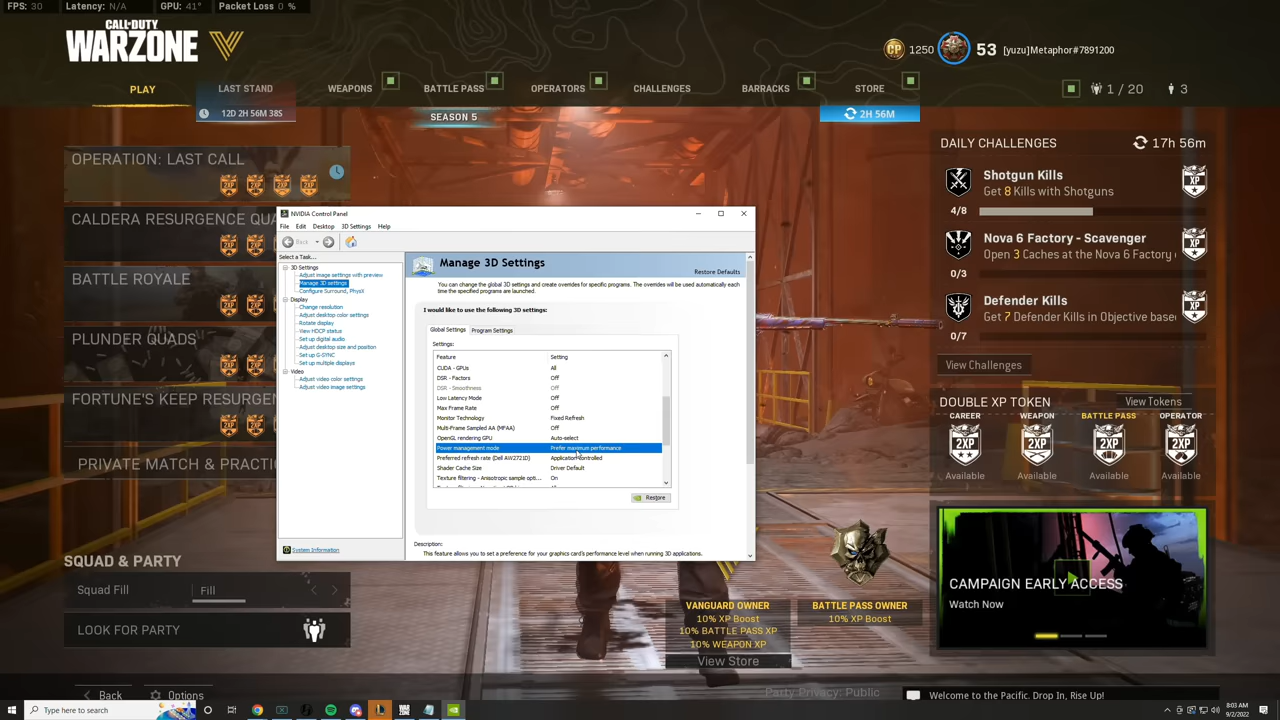 FPS: 30 Latency: N/A GPU: 41° Packet Loss 0 %
CALL·DUTY
WARZONE
CP 1250 53 [yuzu]Metaphor#7891200
PLAY LAST STAND WEAPONS BATTLE PASS OPERATORS CHALLENGES BARRACKS STORE 1 / 20 3
12D 2H 56M 38S
SEASON 5
2H 56M
OPERATION: LAST CALL
2XP 2XP 2XP 2XP
CALDERA RESURGENCE QUA
BATTLE ROYALE
PLUNDER QUADS
FORTUNE'S KEEP RESURGEN
PRIVATE MATCH & PRACTIC
SQUAD & PARTY
Squad Fill Fill
LOOK FOR PARTY
Back Options
NVIDIA Control Panel
File Edit Desktop 3D Settings Help
Back
Select a Task...
3D Settings
Adjust image settings with preview
Manage 3D settings
Configure Surround, PhysX
Display
Change resolution
Adjust desktop color settings
Rotate display
View HDCP status
Set up digital audio
Adjust desktop size and position
Set up G-SYNC
Set up multiple displays
Video
Adjust video color settings
Adjust video image settings
System Information
Manage 3D Settings
Restore Defaults
You can change the global 3D settings and create overrides for specific programs. The overrides will be used automatically each
time the specified programs are launched.
I would like to use the following 3D settings:
Global Settings Program Settings
Settings:
Feature Setting
CUDA - GPUs All
DSR - Factors Off
DSR - Smoothness Off
Low Latency Mode Off
Max Frame Rate Off
Monitor Technology Fixed Refresh
Multi-Frame Sampled AA (MFAA) Off
OpenGL rendering GPU Auto-select
Power management mode Prefer maximum performance
Preferred refresh rate (Dell AW2721D) Application-controlled
Shader Cache Size Driver Default
Texture filtering - Anisotropic sample opti... On
Restore
Description:
This feature allows you to set a preference for your graphics card's performance level when running 3D applications.
DAILY CHALLENGES 17h 56m
Shotgun Kills
Get 8 Kills with Shotguns
4/8
Nova 6 Factory - Scavenger
Open 3 Caches at the Nova 6 Factory
0/3
Defender Kills
Get 7 Defender Kills in Objective base
0/7
View Challenges
DOUBLE XP TOKEN View Tokens
CAREER WEAPON BATTLE PASS OPERATOR
2XP 2XP 2XP 2XP
Available Available Available
CAMPAIGN EARLY ACCESS
Watch Now
VANGUARD OWNER
10% XP Boost
10% BATTLE PASS XP
10% WEAPON XP
View Store
BATTLE PASS OWNER
10% XP Boost
Party Privacy: Public
Welcome to the Pacific. Drop In, Rise Up!
Type here to search
8:03 AM
9/2/2022